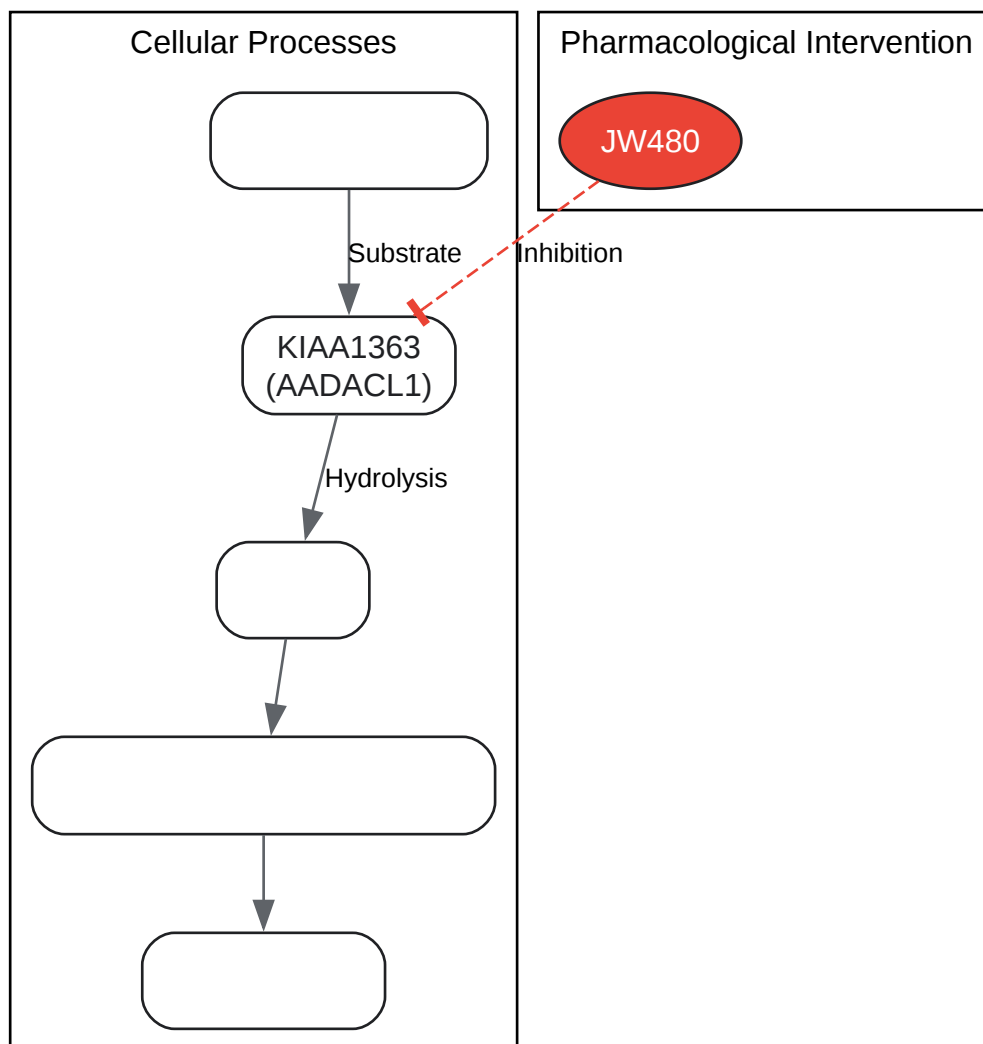 Cellular Processes
Pharmacological Intervention
JW480
Substrate
Inhibition
KIAA1363
(AADACL1)
Hydrolysis